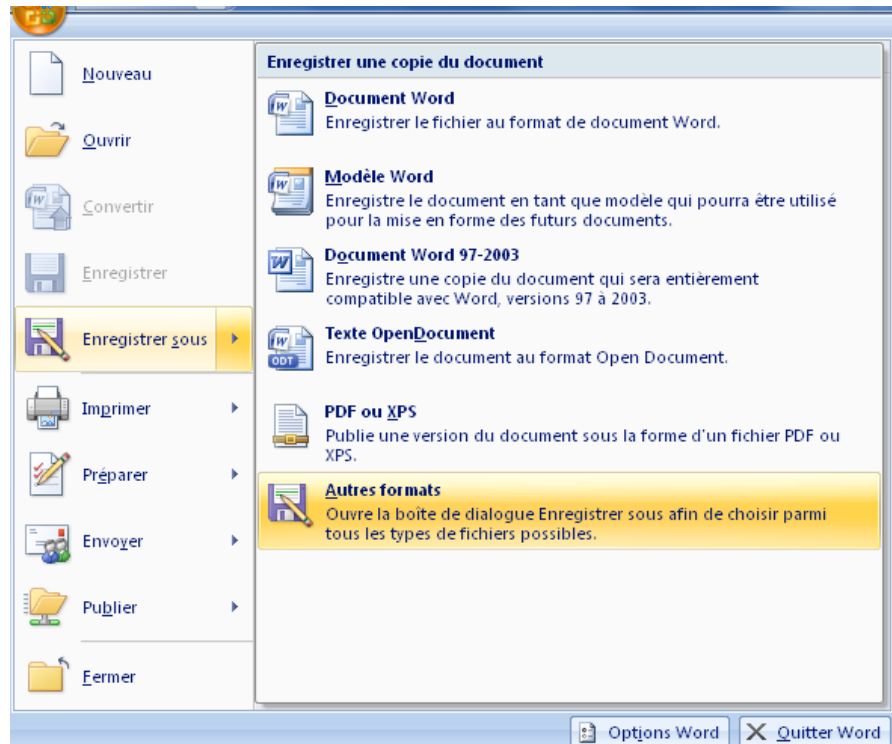 Nouveau
Ouvrir
Convertir
Enregistrer
Enregistrer sous
Imprimer
Préparer
Envoyer
Publier
Fermer
Enregistrer une copie du document
Document Word
Enregistrer le fichier au format de document Word.
Modèle Word
Enregistre le document en tant que modèle qui pourra être utilisé
pour la mise en forme des futurs documents.
Document Word 97-2003
Enregistre une copie du document qui sera entièrement
compatible avec Word, versions 97 à 2003.
Texte OpenDocument
Enregistrer le document au format Open Document.
ODT
PDF ou XPS
Publie une version du document sous la forme d'un fichier PDF ou
XPS.
Autres formats
Ouvre la boîte de dialogue Enregistrer sous afin de choisir parmi
tous les types de fichiers possibles.
Options Word
Quitter Word